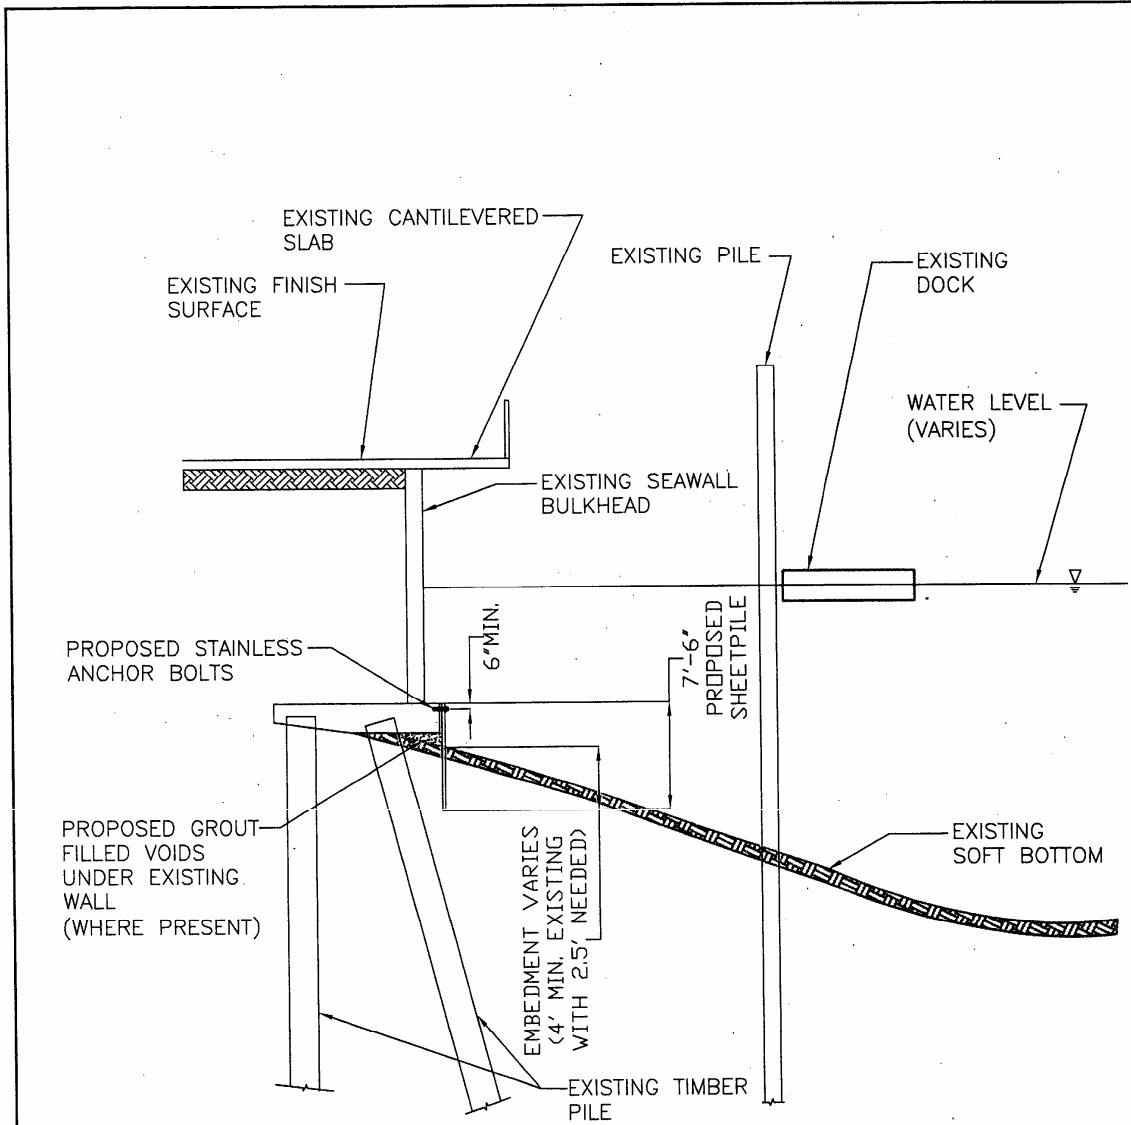 EXISTING CANTILEVERED
SLAB
EXISTING FINISH
SURFACE
EXISTING PILE
EXISTING
DOCK
WATER LEVEL
(VARIES)
EXISTING SEAWALL
BULKHEAD
PROPOSED STAINLESS
ANCHOR BOLTS
6"MIN.
7'-6"
PROPOSED
SHEETPILE
PROPOSED GROUT
FILLED VOIDS
UNDER EXISTING
WALL
(WHERE PRESENT)
EMBEDMENT VARIES
(4' MIN. EXISTING
WITH 2.5' NEEDED)
EXISTING
SOFT BOTTOM
EXISTING TIMBER
PILE